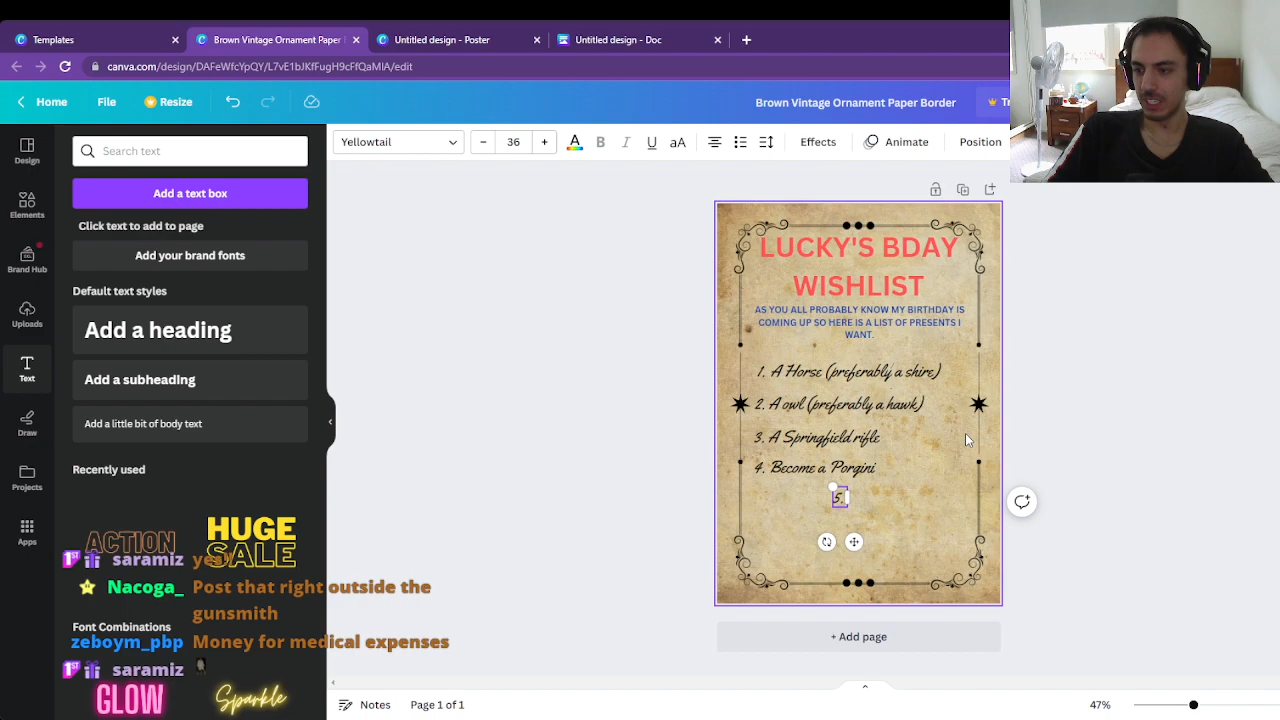 Templates
Brown Vintage Ornament Paper
Untitled design - Poster
Untitled design - Doc
canva.com/design/DAFeWfcYpQY/L7vE1bJKfFugH9cFfQaMlA/edit
Home
File
Resize
Brown Vintage Ornament Paper Border
Design
Elements
Brand Hub
Uploads
Text
Draw
Projects
Apps
Search text
Add a text box
Click text to add to page
Add your brand fonts
Default text styles
Add a heading
Add a subheading
Add a little bit of body text
Recently used
ACTION
HUGE
SALE
Font Combinations
GLOW
Sparkle
saramiz yes!!
Nacoga_ Post that right outside the
gunsmith
zeboym_pbp Money for medical expenses
saramiz
Yellowtail
36
A B I U aA
Effects
Animate
Position
LUCKY'S BDAY
WISHLIST
AS YOU ALL PROBABLY KNOW MY BIRTHDAY IS
COMING UP SO HERE IS A LIST OF PRESENTS I
WANT.
1. A Horse (preferably a shire)
2. A owl (preferably a hawk)
3. A Springfield rifle
4. Become a Porgini
5.
+ Add page
Notes
Page 1 of 1
47%